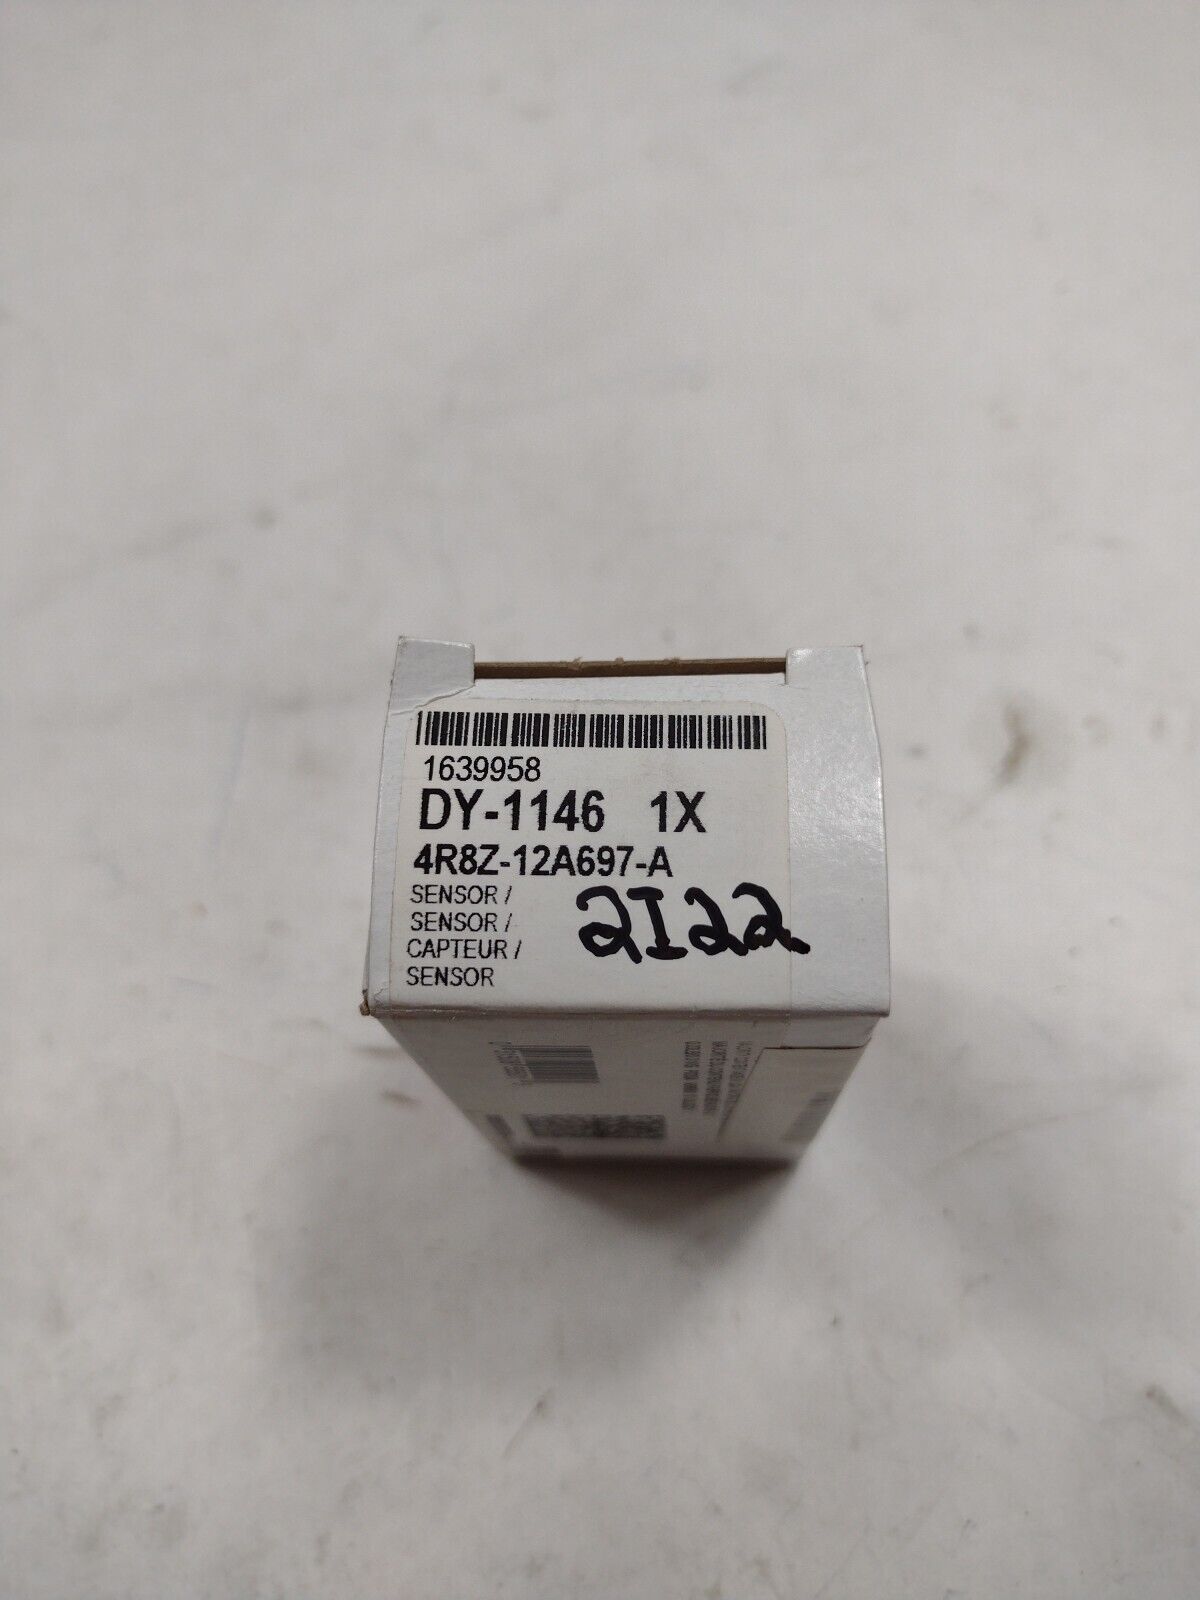 1639958
DY-1146 1X
4R8Z-12A697-A
SENSOR /
SENSOR / 2I22
CAPTEUR /
SENSOR